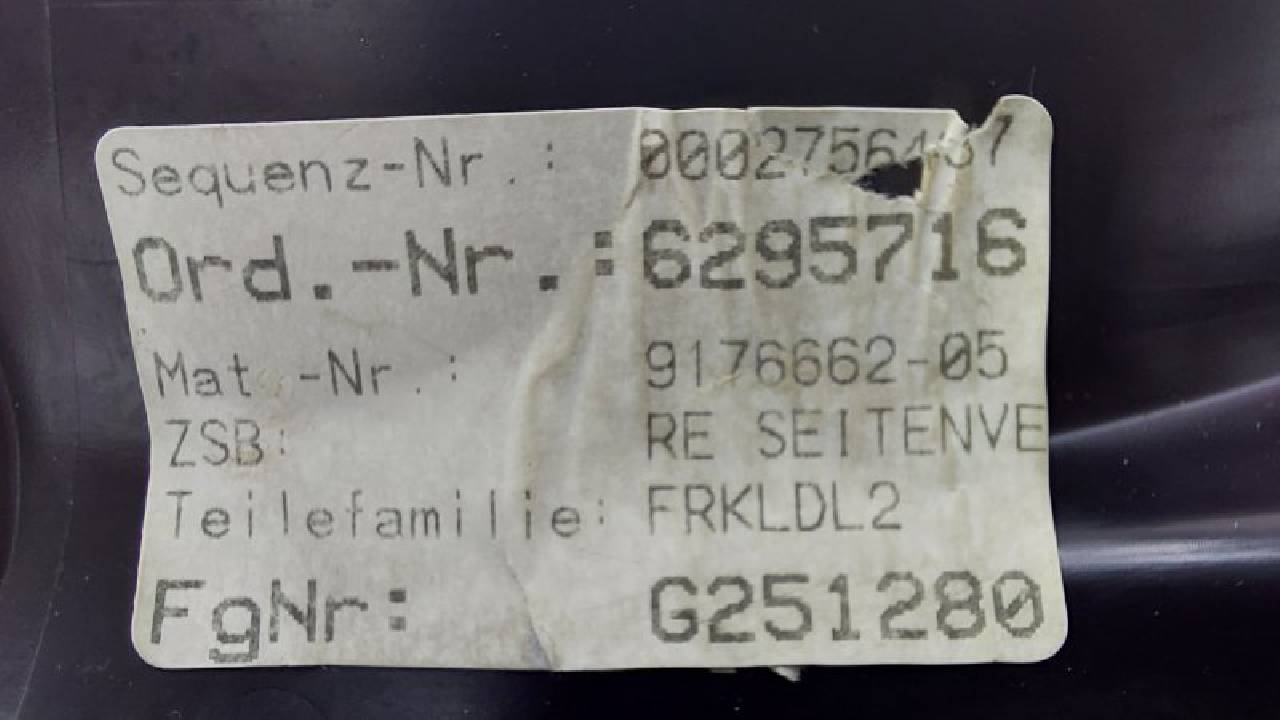 Sequenz-Nr. :
Ord.-Nr.: 6295716
Mat.-Nr.: 9176662-05
ZSB: RE SEITENVE
Teilefamilie: FRKLDL2
FgNr: G251280